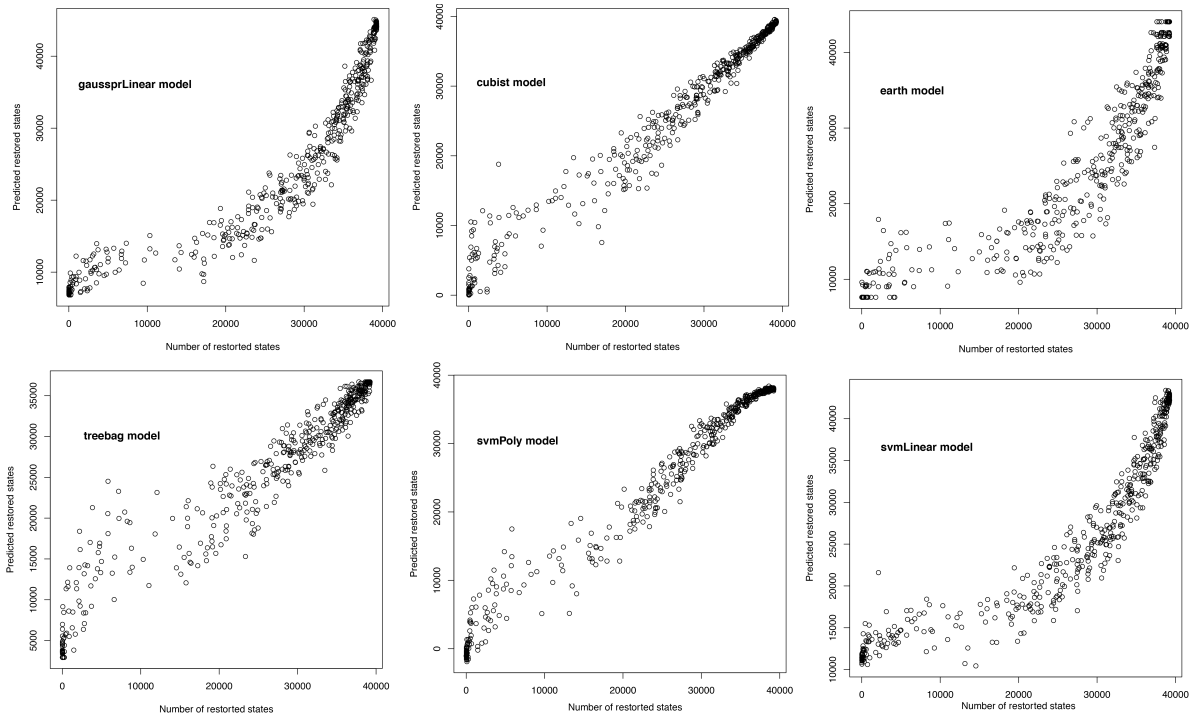 gaussprLinear model
Predicted restored states
10000 20000 30000 40000
0 10000 20000 30000 40000
Number of restorted states
cubist model
Predicted restored states
0 10000 20000 30000 40000
0 10000 20000 30000 40000
Number of restorted states
earth model
Predicted restored states
10000 20000 30000 40000
0 10000 20000 30000 40000
Number of restorted states
treebag model
Predicted restored states
5000 10000 15000 20000 25000 30000 35000
0 10000 20000 30000 40000
Number of restorted states
svmPoly model
Predicted restored states
0 10000 20000 30000 40000
0 10000 20000 30000 40000
Number of restorted states
svmLinear model
Predicted restored states
10000 15000 20000 25000 30000 35000 40000
0 10000 20000 30000 40000
Number of restorted states